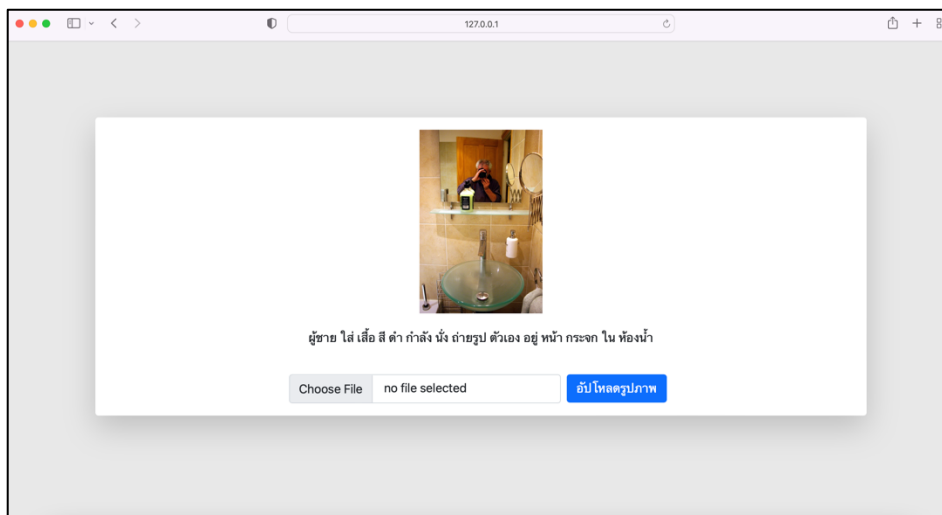 127.0.0.1
ผู้ชาย ใส่ เสื้อ สี ดำ กำลัง นั่ง ถ่ายรูป ตัวเอง อยู่ หน้า กระจก ใน ห้องน้ำ
Choose File no file selected อัปโหลดรูปภาพ